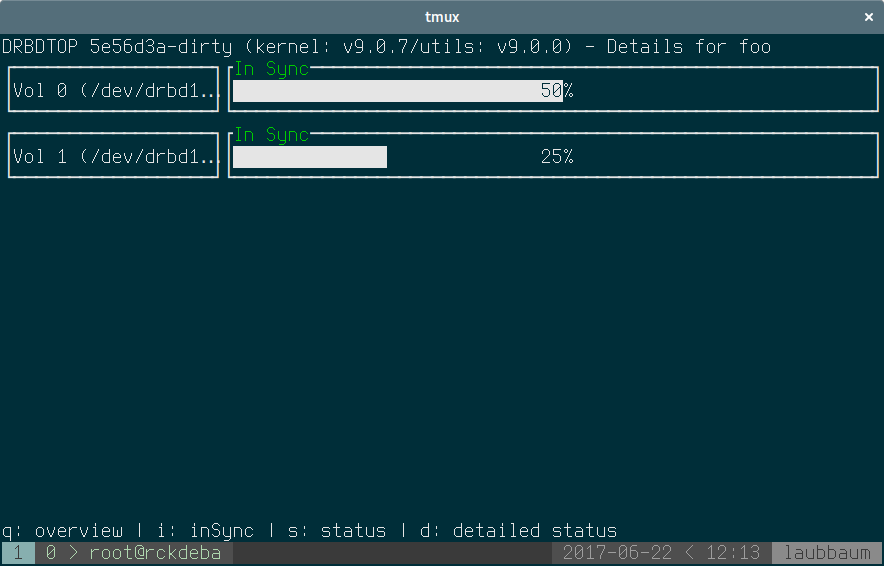 tmux ×
DRBDTOP 5e56d3a-dirty (kernel: v9.0.7/utils: v9.0.0) - Details for foo
In Sync
Vol 0 (/dev/drbd1.. 50%
In Sync
Vol 1 (/dev/drbd1.. 25%
q: overview | i: inSync | s: status | d: detailed status
1 0 > root@rckdeba 2017-06-22 < 12:13 laubbaum